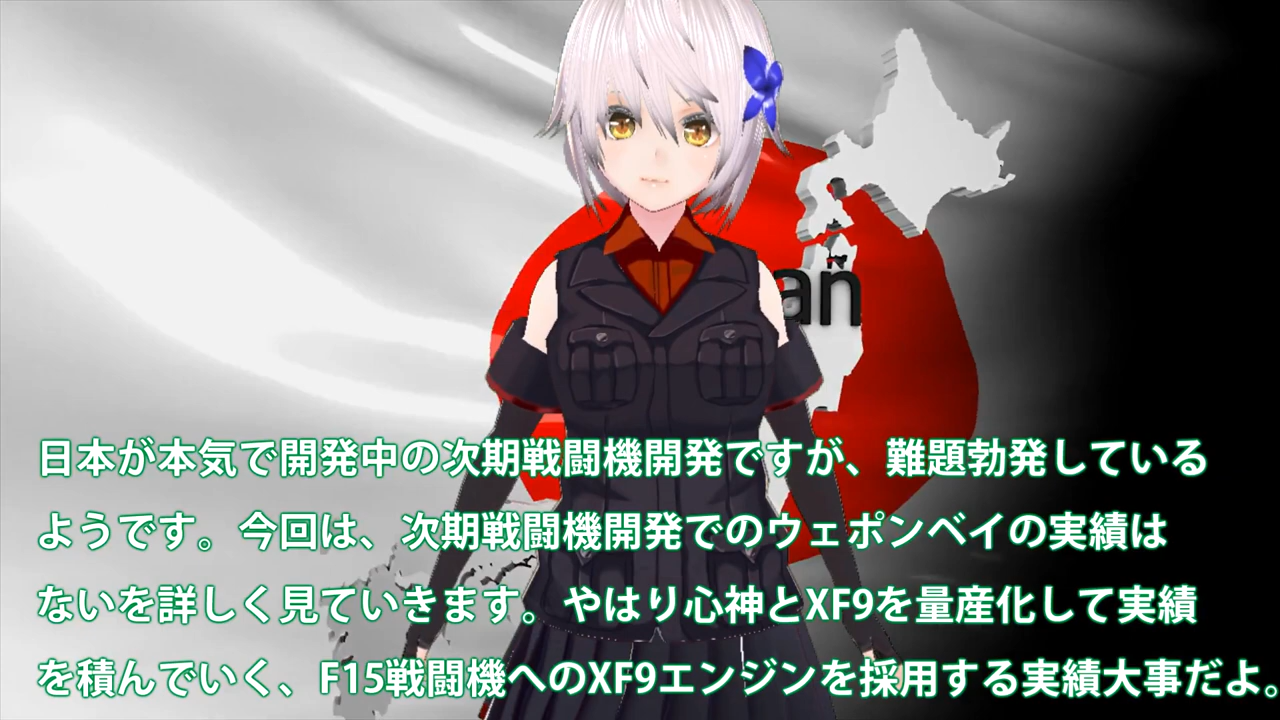 an
日本が本気で開発中の次期戦闘機開発ですが、難題勃発している
ようです。今回は、次期戦闘機開発でのウェポンベイの実績は
ないを詳しく見ていきます。やはり心神とXF9を量産化して実績
を積んでいく、F15戦闘機へのXF9エンジンを採用する実績大事だよ。